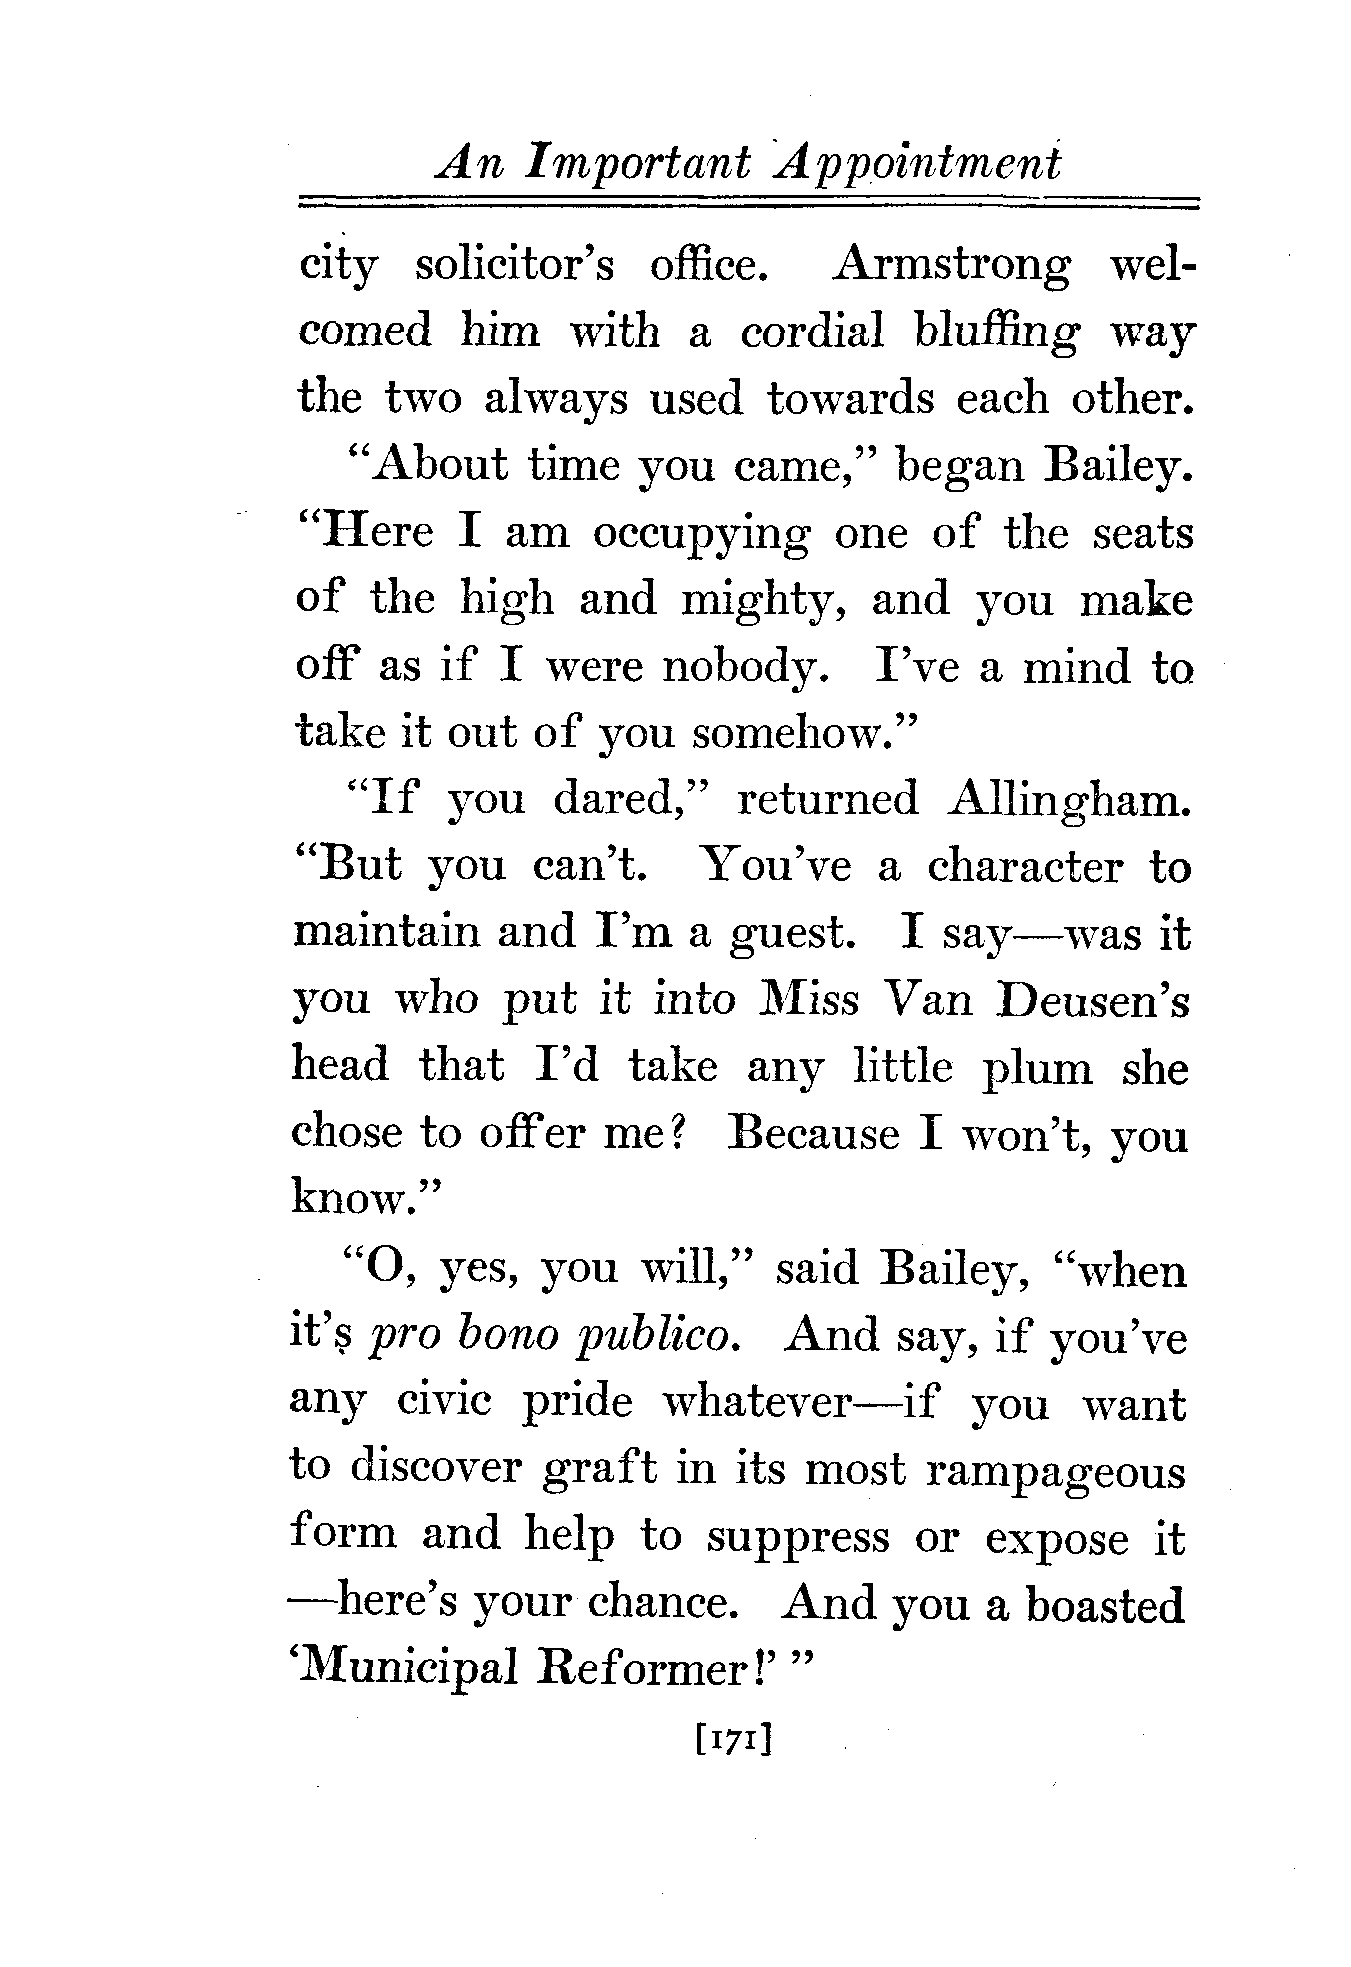 An Important Appointment
city solicitor's office. Armstrong wel-
comed him with a cordial bluffing way
the two always used towards each other.
"About time you came," began Bailey.
"Here I am occupying one of the seats
of the high and mighty, and you make
off as if I were nobody. I've a mind to
take it out of you somehow."
"If you dared," returned Allingham.
"But you can't. You've a character to
maintain and I'm a guest. I say—was it
you who put it into Miss Van Deusen's
head that I'd take any little plum she
chose to offer me? Because I won't, you
know."
"O, yes, you will," said Bailey, "when
it's pro bono publico. And say, if you've
any civic pride whatever—if you want
to discover graft in its most rampageous
form and help to suppress or expose it
—here's your chance. And you a boasted
'Municipal Reformer!' "
[171]